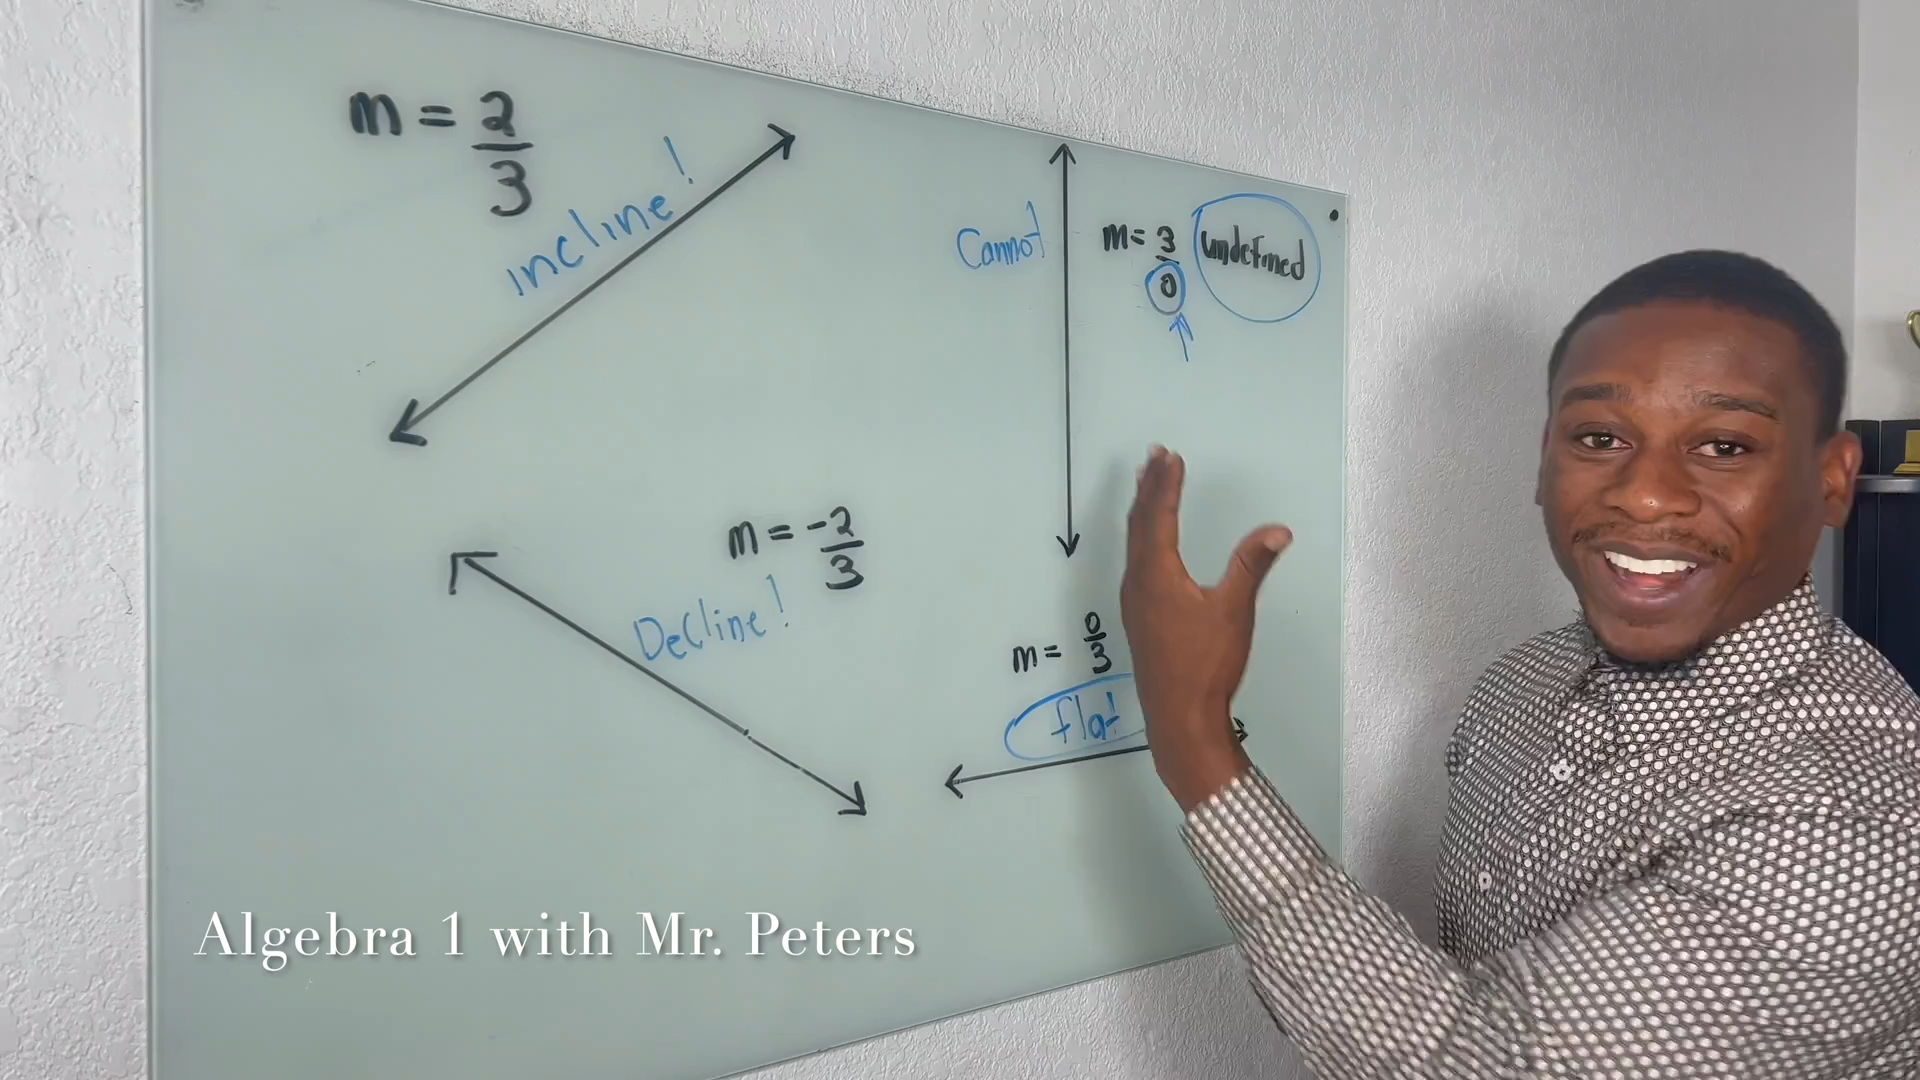 m = 2/3
incline!
Cannot
m = 3/0
undefined
m = -2/3
Decline!
m = 0/3
flat
Algebra 1 with Mr. Peters